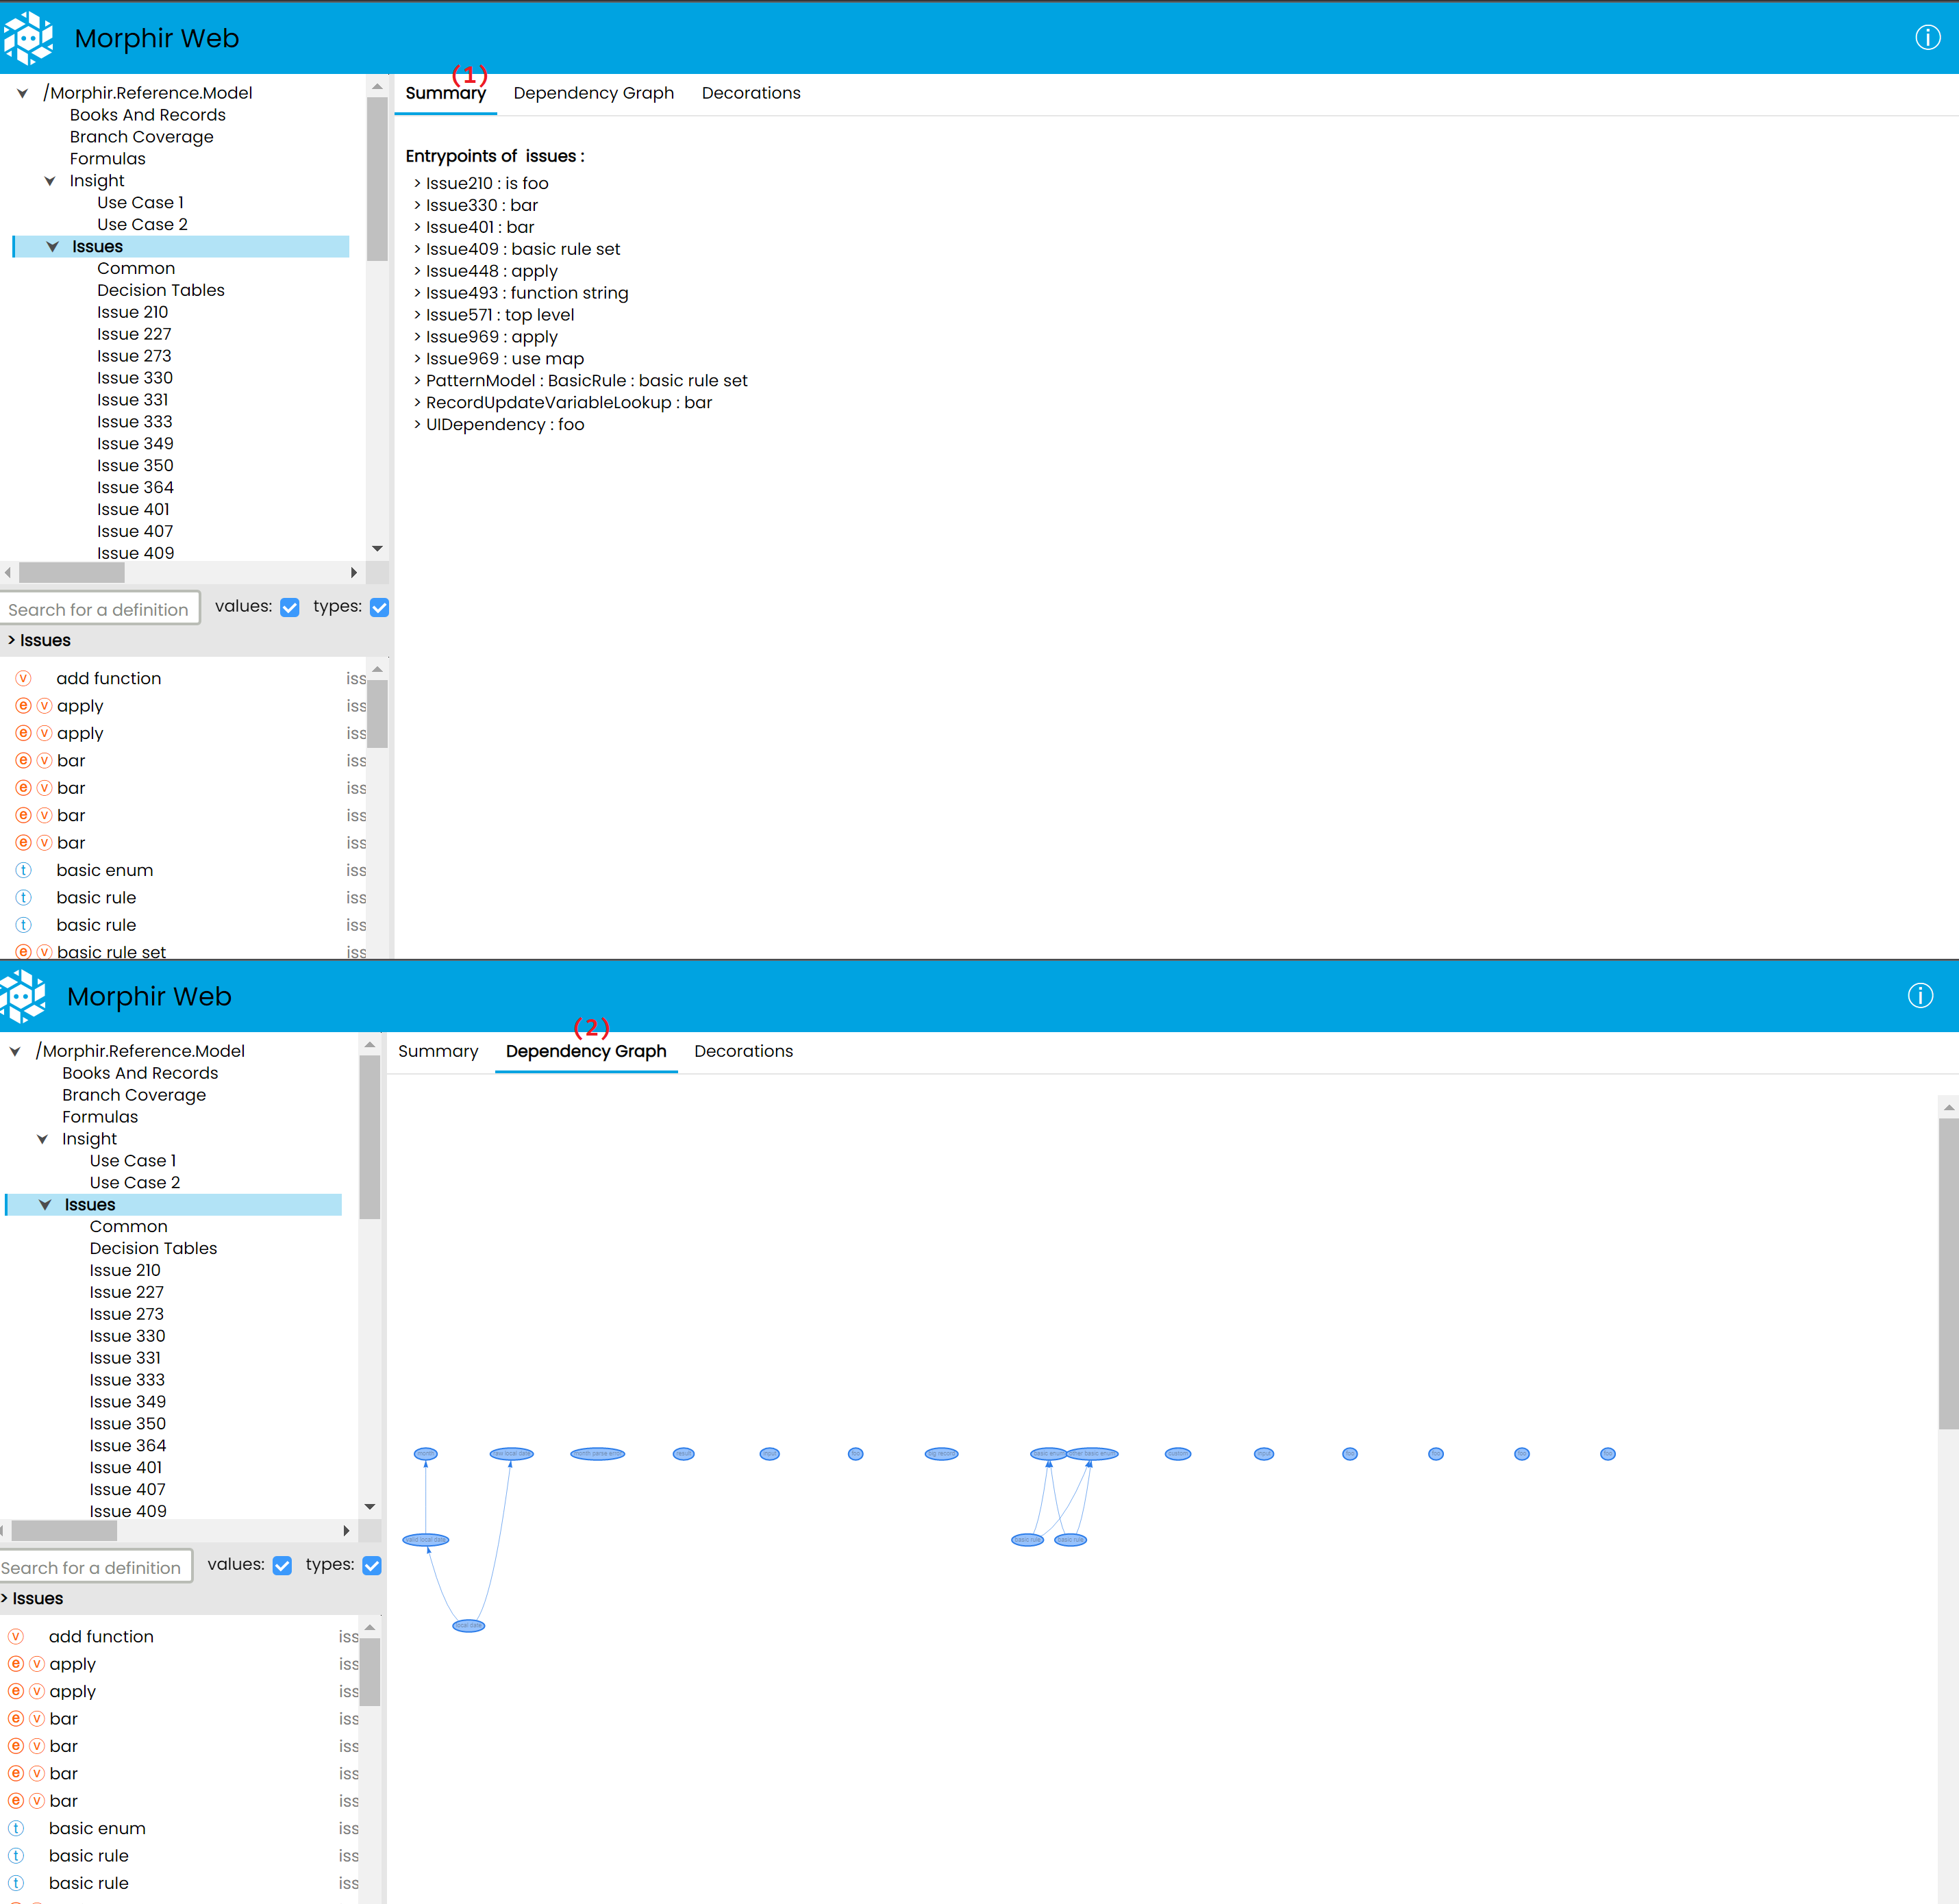 Morphir Web
(1)
Summary Dependency Graph Decorations
/Morphir.Reference.Model
Books And Records
Branch Coverage
Formulas
Insight
Use Case 1
Use Case 2
Issues
Common
Decision Tables
Issue 210
Issue 227
Issue 273
Issue 330
Issue 331
Issue 333
Issue 349
Issue 350
Issue 364
Issue 401
Issue 407
Issue 409
Search for a definition values: types:
> Issues
v add function iss
e v apply iss
e v apply iss
e v bar iss
e v bar iss
e v bar iss
e v bar iss
t basic enum iss
t basic rule iss
t basic rule iss
e v basic rule set iss
Entrypoints of issues :
> Issue210 : is foo
> Issue330 : bar
> Issue401 : bar
> Issue409 : basic rule set
> Issue448 : apply
> Issue493 : function string
> Issue571 : top level
> Issue969 : apply
> Issue969 : use map
> PatternModel : BasicRule : basic rule set
> RecordUpdateVariableLookup : bar
> UIDependency : foo
Morphir Web
(2)
Summary Dependency Graph Decorations
/Morphir.Reference.Model
Books And Records
Branch Coverage
Formulas
Insight
Use Case 1
Use Case 2
Issues
Common
Decision Tables
Issue 210
Issue 227
Issue 273
Issue 330
Issue 331
Issue 333
Issue 349
Issue 350
Issue 364
Issue 401
Issue 407
Issue 409
Search for a definition values: types:
> Issues
v add function iss
e v apply iss
e v apply iss
e v bar iss
e v bar iss
e v bar iss
e v bar iss
t basic enum iss
t basic rule iss
t basic rule iss